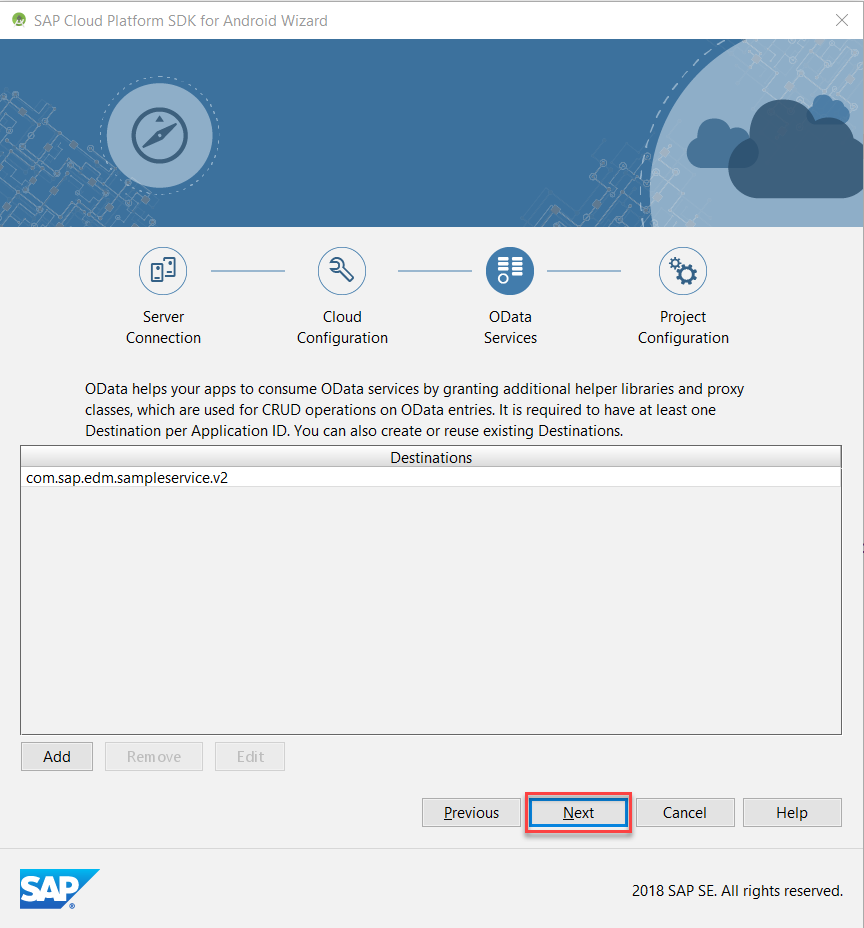 SAP Cloud Platform SDK for Android Wizard
Server
Connection
Cloud
Configuration
OData
Services
Project
Configuration
OData helps your apps to consume OData services by granting additional helper libraries and proxy
classes, which are used for CRUD operations on OData entries. It is required to have at least one
Destination per Application ID. You can also create or reuse existing Destinations.
Destinations
com.sap.edm.sampleservice.v2
Add Remove Edit
Previous Next Cancel Help
SAP®
2018 SAP SE. All rights reserved.